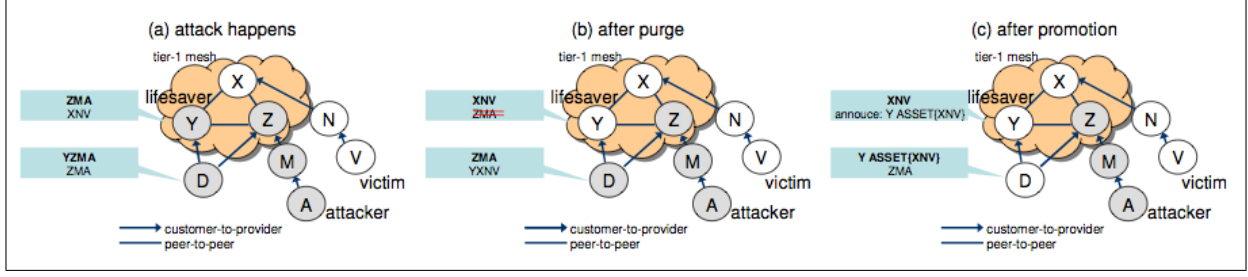 (a) attack happens
tier-1 mesh
X
lifesaver
ZMA
XNV
Y
Z
N
YZMA
ZMA
D
M
V
victim
A
attacker
customer-to-provider
peer-to-peer
(b) after purge
tier-1 mesh
X
lifesaver
XNV
ZMA
Y
Z
N
ZMA
YXNV
D
M
V
victim
A
attacker
customer-to-provider
peer-to-peer
(c) after promotion
tier-1 mesh
X
lifesaver
XNV
annouce: Y ASSET{XNV}
Y
Z
N
Y ASSET{XNV}
ZMA
D
M
V
victim
A
attacker
customer-to-provider
peer-to-peer